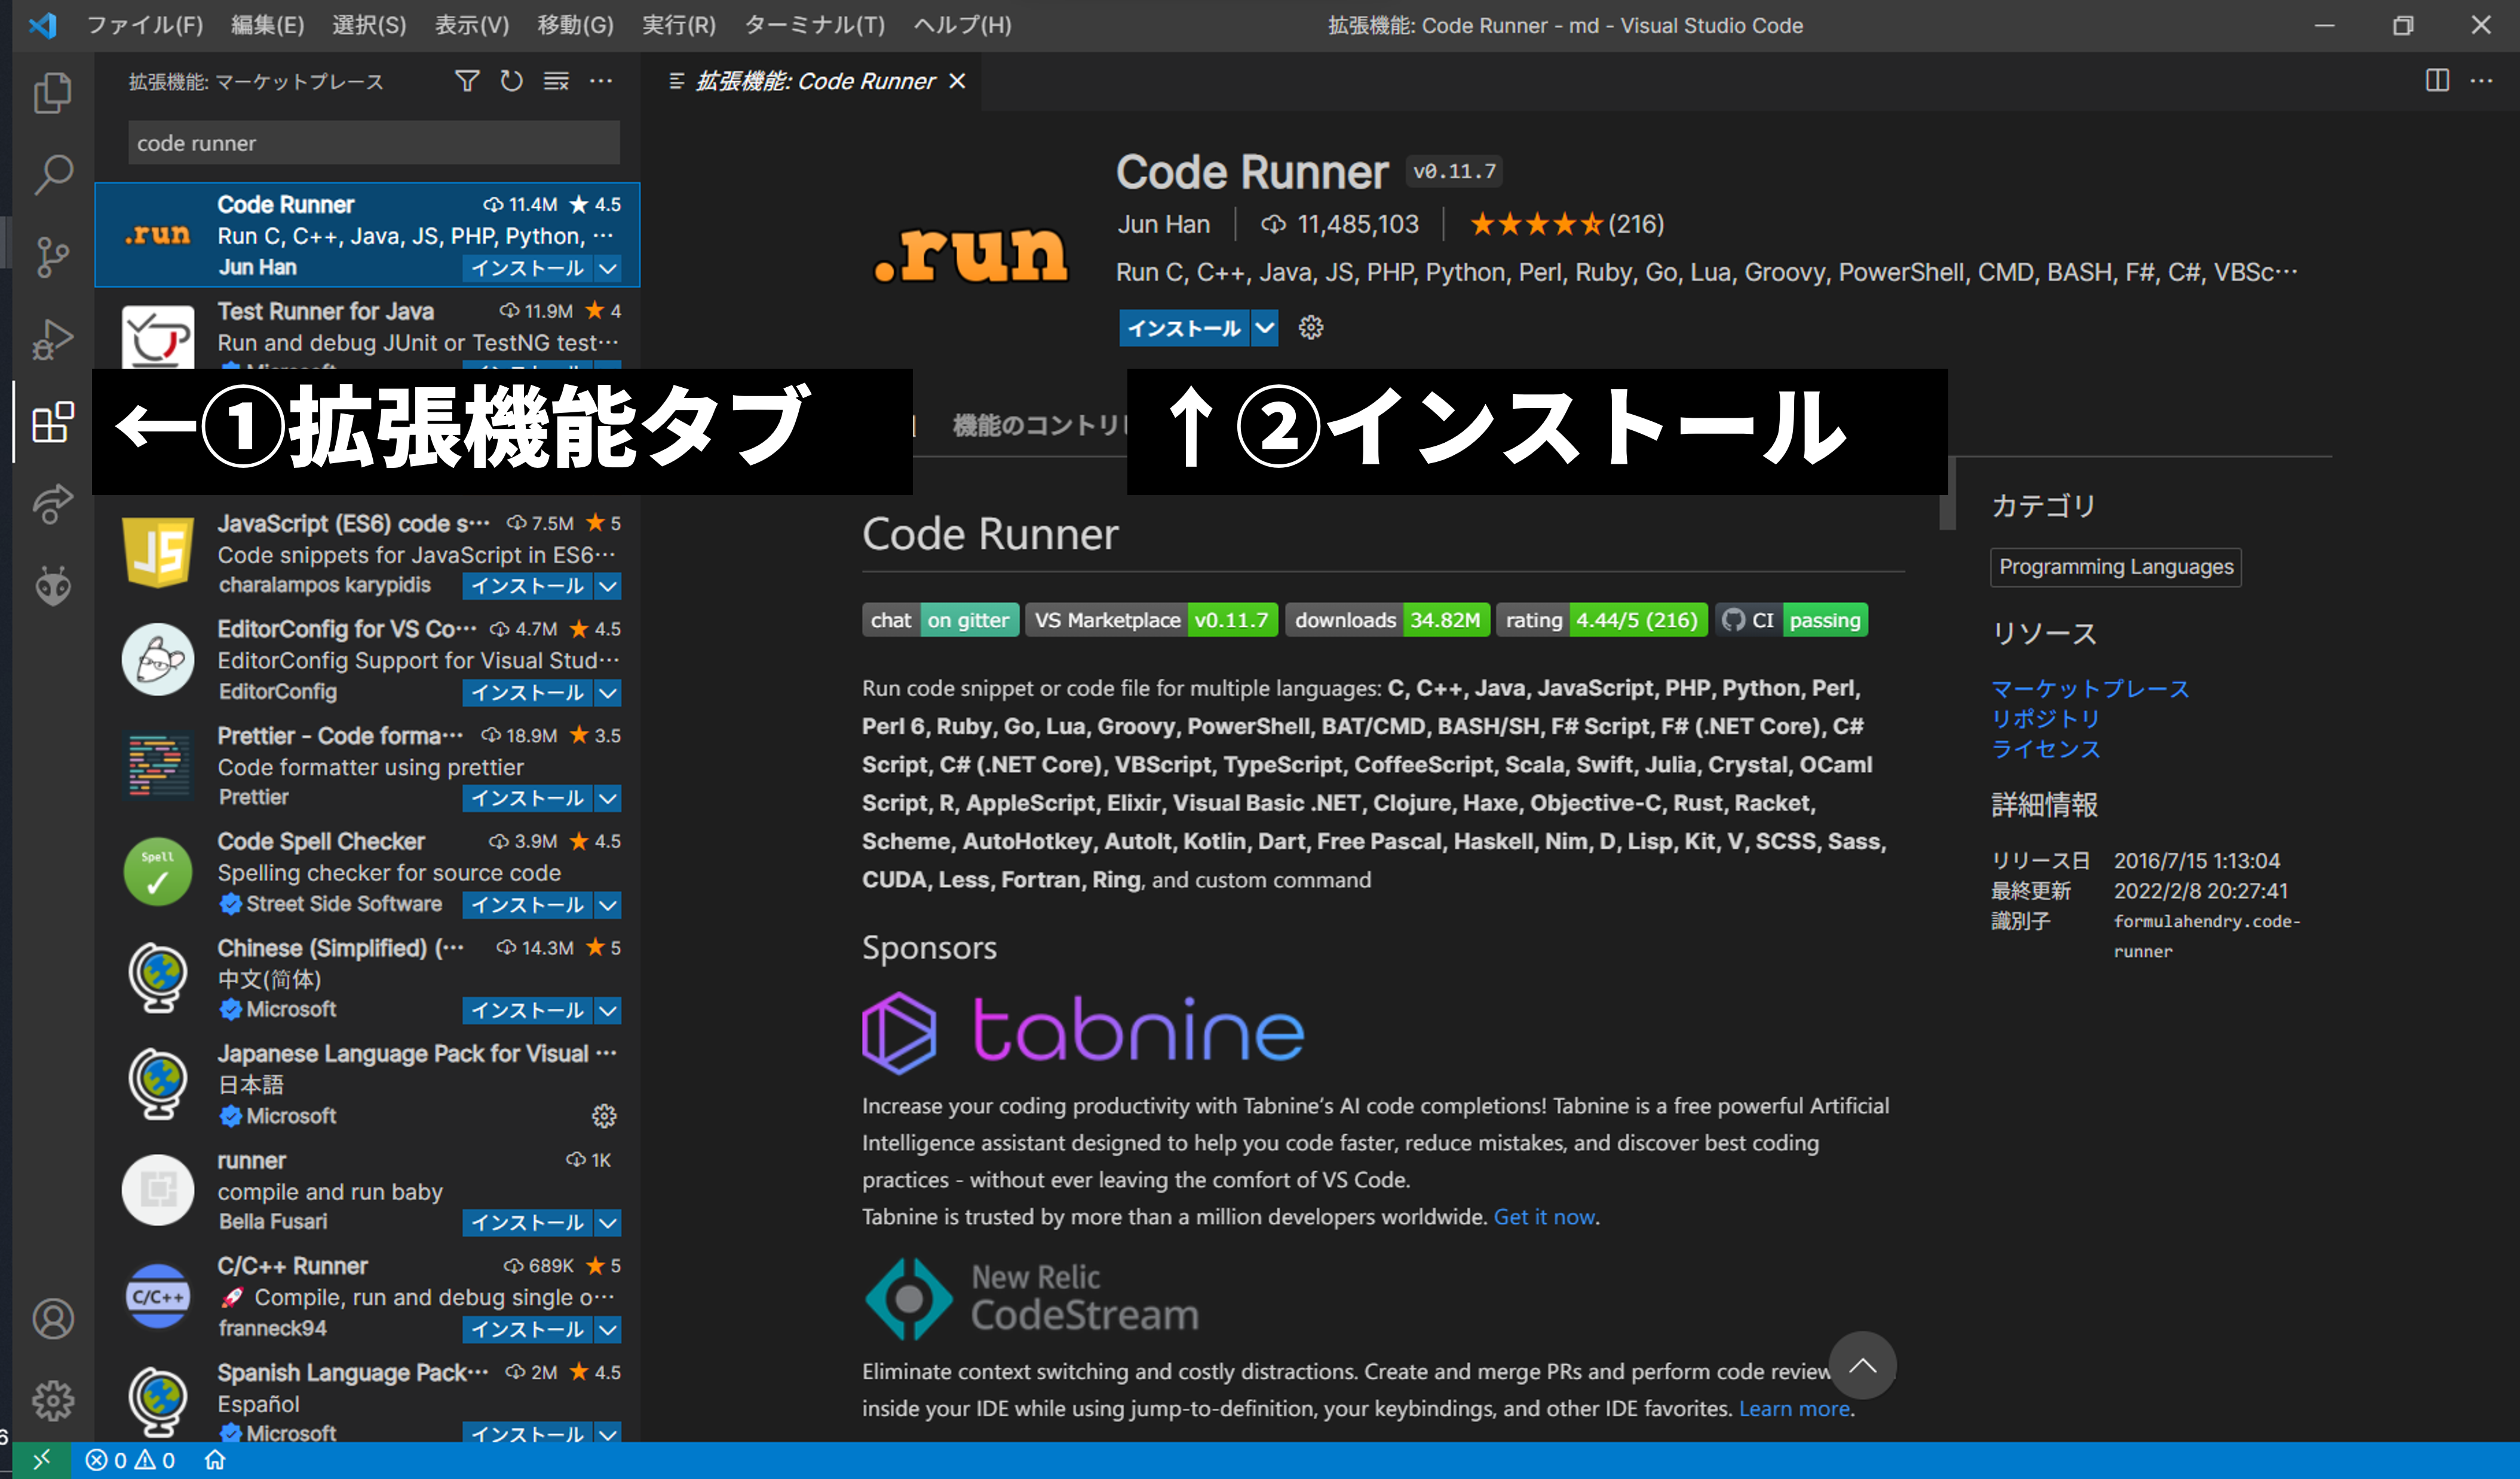 ファイル(F) 編集(E) 選択(S) 表示(V) 移動(G) 実行(R) ターミナル(T) ヘルプ(H) 拡張機能: Code Runner - md - Visual Studio Code
拡張機能: マーケットプレース
拡張機能: Code Runner
code runner
Code Runner 11.4M 4.5
.run
Run C, C++, Java, JS, PHP, Python, ⋯
Jun Han インストール
Test Runner for Java 11.9M 4
Run and debug JUnit or TestNG test⋯
←①拡張機能タブ
JavaScript (ES6) code s⋯ 7.5M 5
JS
Code snippets for JavaScript in ES6⋯
charalampos karypidis インストール
EditorConfig for VS Co⋯ 4.7M 4.5
EditorConfig Support for Visual Stud⋯
EditorConfig インストール
Prettier - Code forma⋯ 18.9M 3.5
Code formatter using prettier
Prettier インストール
Code Spell Checker 3.9M 4.5
Spell
Spelling checker for source code
Street Side Software インストール
Chinese (Simplified) (⋯ 14.3M 5
中文(简体)
Microsoft インストール
Japanese Language Pack for Visual ⋯
日本語
Microsoft
runner 1K
compile and run baby
Bella Fusari インストール
C/C++ Runner 689K 5
C/C++
🚀 Compile, run and debug single o⋯
franneck94 インストール
Spanish Language Pack⋯ 2M 4.5
Español
Microsoft インストール
.run
Code Runner v0.11.7
Jun Han 11,485,103 ★★★★⯪(216)
Run C, C++, Java, JS, PHP, Python, Perl, Ruby, Go, Lua, Groovy, PowerShell, CMD, BASH, F#, C#, VBSc⋯
インストール
機能のコントリ
↑②インストール
Code Runner
chat on gitter VS Marketplace v0.11.7 downloads 34.82M rating 4.44/5 (216) CI passing
Run code snippet or code file for multiple languages: C, C++, Java, JavaScript, PHP, Python, Perl,
Perl 6, Ruby, Go, Lua, Groovy, PowerShell, BAT/CMD, BASH/SH, F# Script, F# (.NET Core), C#
Script, C# (.NET Core), VBScript, TypeScript, CoffeeScript, Scala, Swift, Julia, Crystal, OCaml
Script, R, AppleScript, Elixir, Visual Basic .NET, Clojure, Haxe, Objective-C, Rust, Racket,
Scheme, AutoHotkey, AutoIt, Kotlin, Dart, Free Pascal, Haskell, Nim, D, Lisp, Kit, V, SCSS, Sass,
CUDA, Less, Fortran, Ring, and custom command
Sponsors
tabnine
Increase your coding productivity with Tabnine’s AI code completions! Tabnine is a free powerful Artificial
Intelligence assistant designed to help you code faster, reduce mistakes, and discover best coding
practices - without ever leaving the comfort of VS Code.
Tabnine is trusted by more than a million developers worldwide. Get it now.
New Relic
CodeStream
Eliminate context switching and costly distractions. Create and merge PRs and perform code review
inside your IDE while using jump-to-definition, your keybindings, and other IDE favorites. Learn more.
カテゴリ
Programming Languages
リソース
マーケットプレース
リポジトリ
ライセンス
詳細情報
リリース日 2016/7/15 1:13:04
最終更新 2022/2/8 20:27:41
識別子 formulahendry.code-
runner
0 0